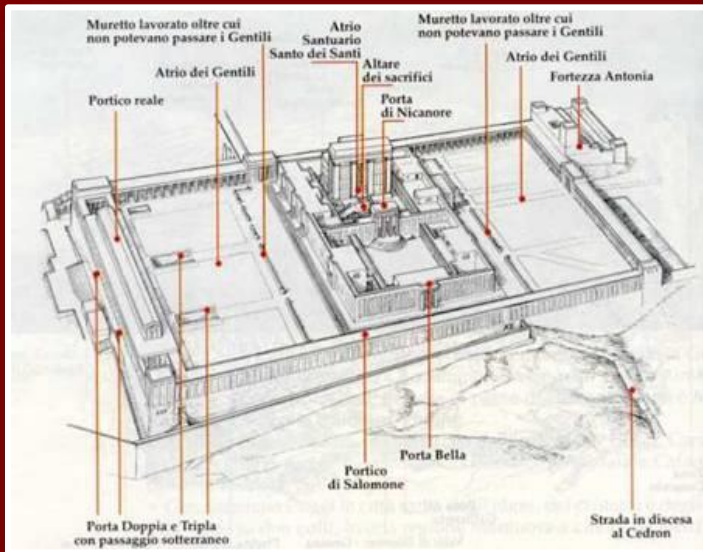 Muretto lavorato oltre cui
non potevano passare i Gentili
Atrio
Santuario
Santo dei Santi
Muretto lavorato oltre cui
non potevano passare i Gentili
Atrio dei Gentili
Altare
dei sacrifici
Atrio dei Gentili
Portico reale
Porta
di Nicanore
Fortezza Antonia
Porta Bella
Portico
di Salomone
Porta Doppia e Tripla
con passaggio sotterraneo
Strada in discesa
al Cedron